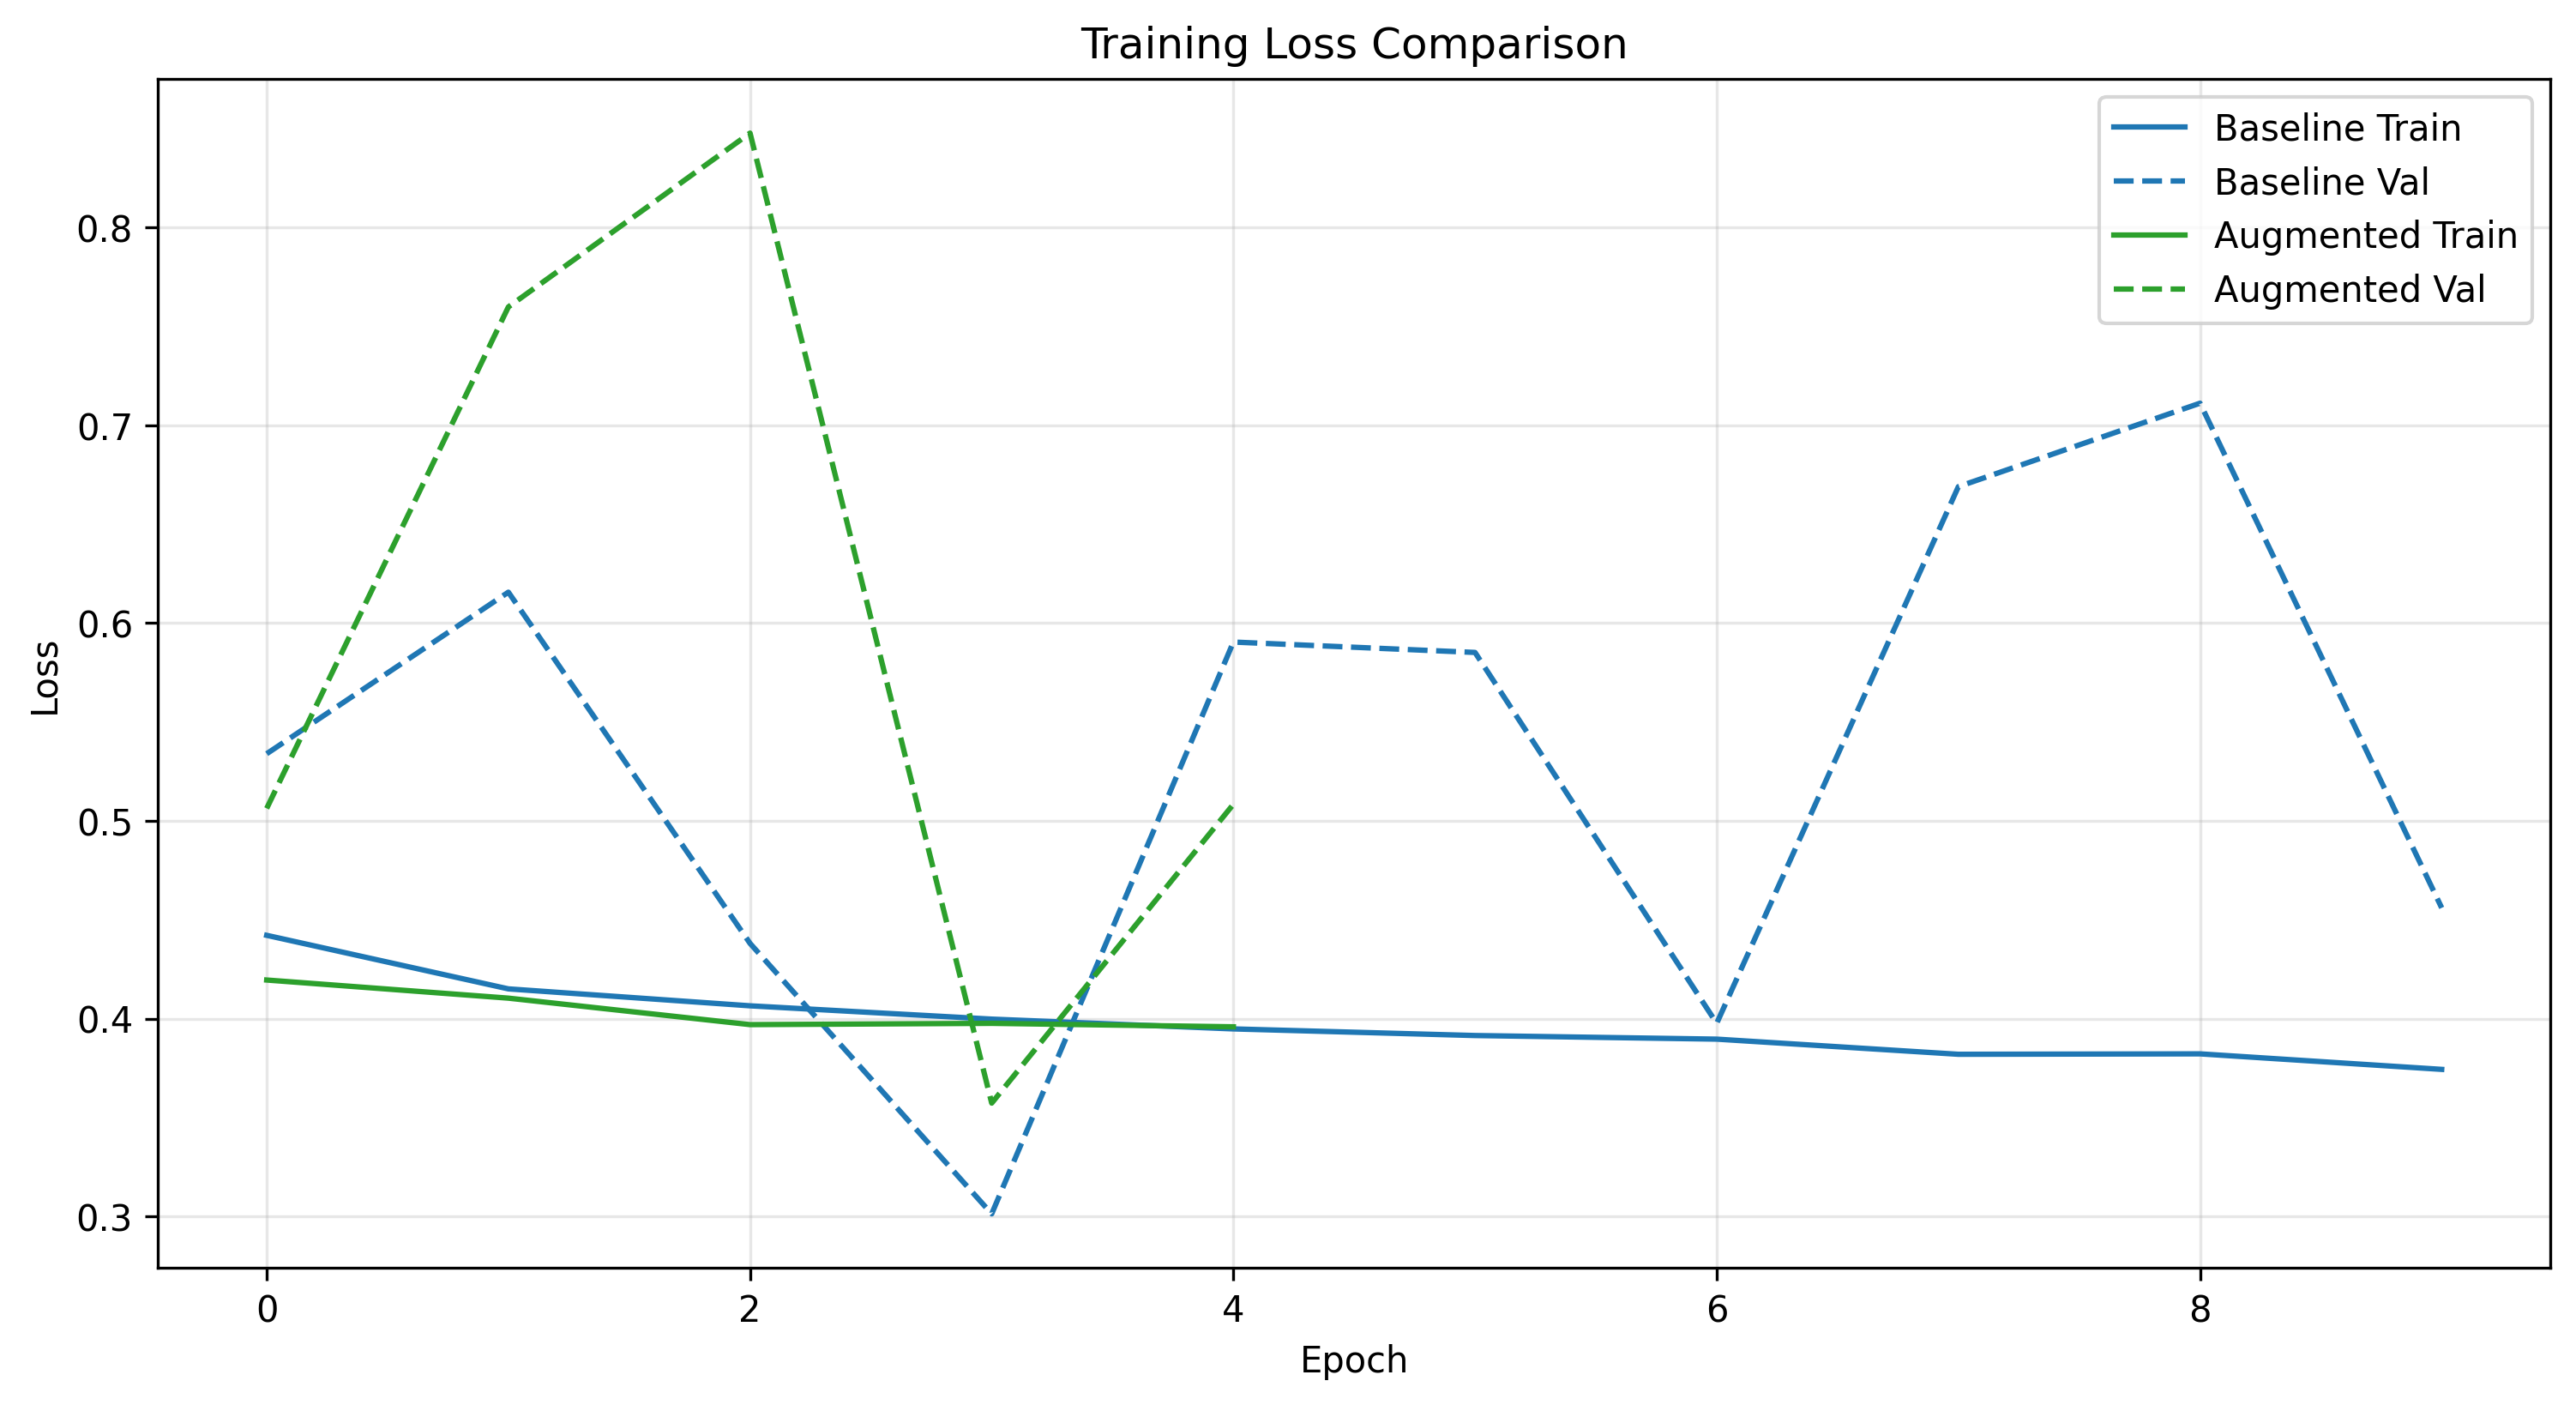 Training Loss Comparison
Baseline Train
Baseline Val
Augmented Train
Augmented Val
Loss
0.8
0.7
0.6
0.5
0.4
0.3
0 2 4 6 8
Epoch